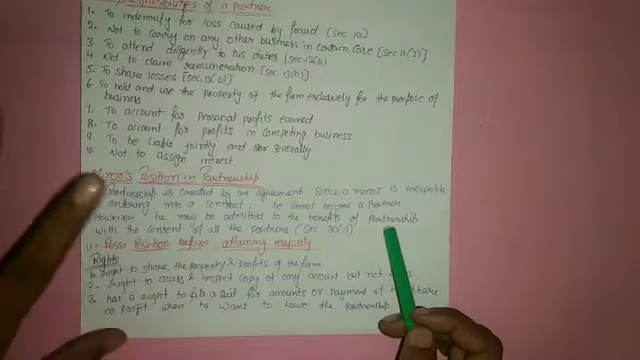 of a partner
1. To indemnify for loss caused by fraud [Sec 10]
2. Not to carry on any other business in certain case [Sec 11(2)]
3 To attend diligently to his duties (Sec 12(b)
4. Not to claim remuneration [Sec 13(a)]
5. To share losses [Sec 13(b)]
6. To hold and use the property of the firm exclusively for the purpose of
business
7. To account for personal profits earned
8. To account for profits in competing business
9. To be liable jointly and severally
10. Not to assign intrest
Minor's Position in Partnership
Partnership is created by an agreement since a minor is incapable
entering into a contract, he cannot become a Partner
However he may be admitted to the benefits of Partnership
with the consent of all the partners (Sec 30(1)
Position before attaining majority
Rights
Right to share the property & profits of the firm
2. Right to access & inspect copy of any account but not
3. has a right to file a suit for accounts or payment of share
or profit when he want to leave the partnership